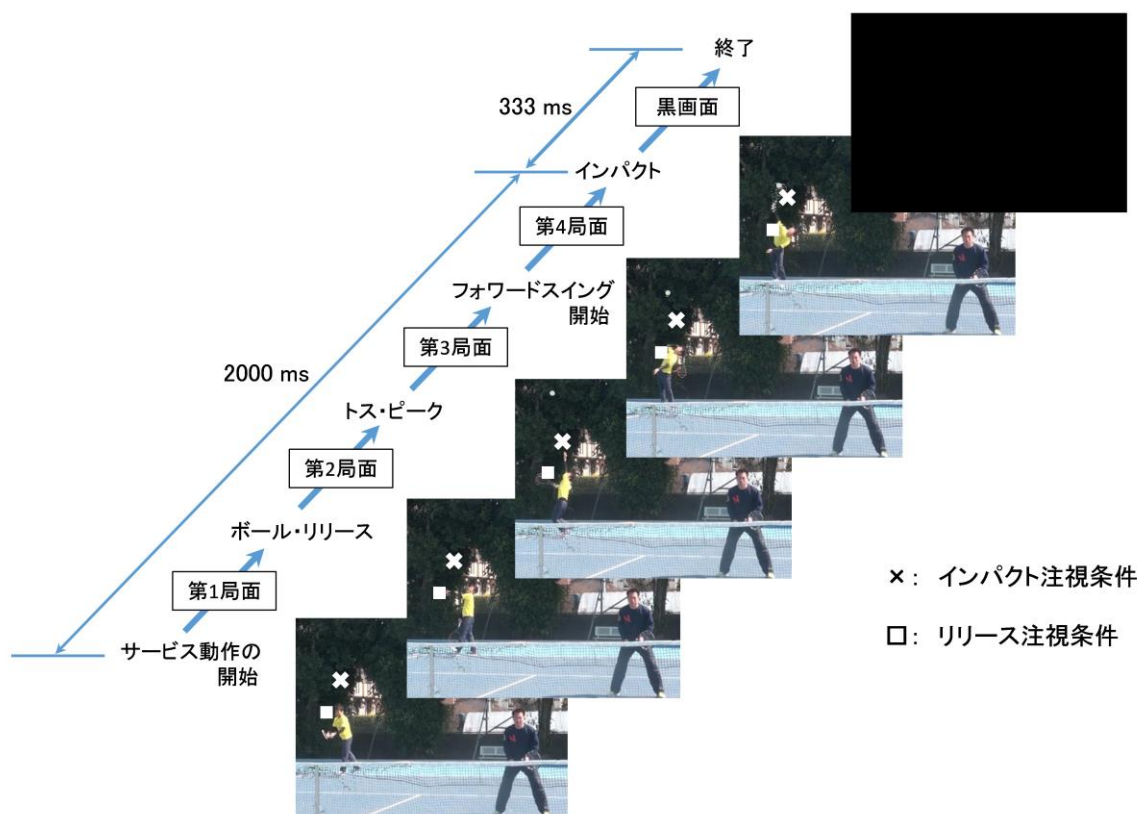 終了
333 ms
黒画面
インパクト
第4局面
フォワードスイング
開始
第3局面
2000 ms
トス・ピーク
第2局面
ボール・リリース
第1局面
サービス動作の
開始
×: インパクト注視条件
□: リリース注視条件